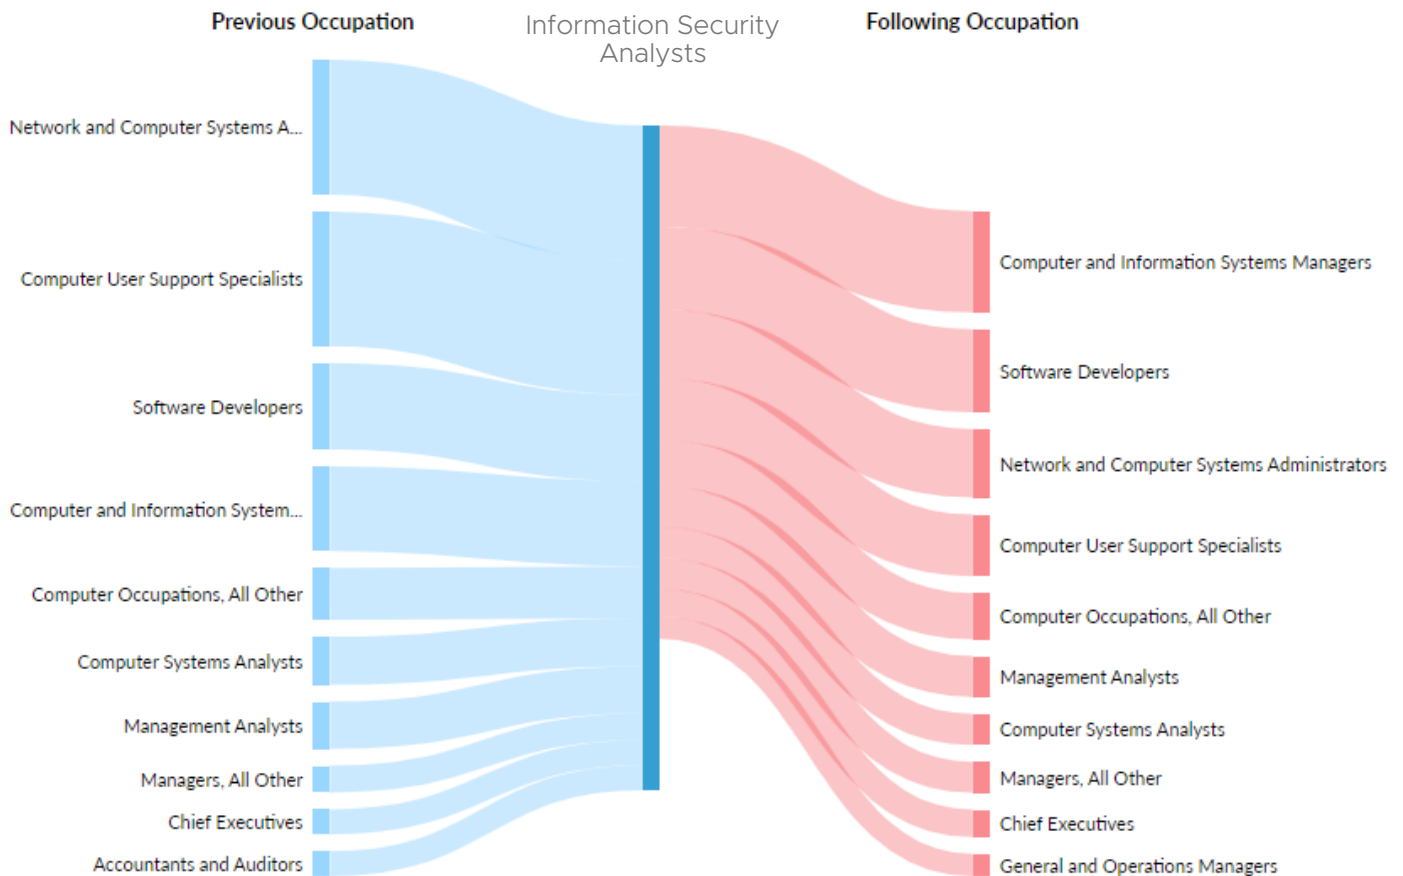 Previous Occupation
Information Security
Analysts
Following Occupation
Network and Computer Systems A...
Computer User Support Specialists
Software Developers
Computer and Information System...
Computer Occupations, All Other
Computer Systems Analysts
Management Analysts
Managers, All Other
Chief Executives
Accountants and Auditors
Computer and Information Systems Managers
Software Developers
Network and Computer Systems Administrators
Computer User Support Specialists
Computer Occupations, All Other
Management Analysts
Computer Systems Analysts
Managers, All Other
Chief Executives
General and Operations Managers